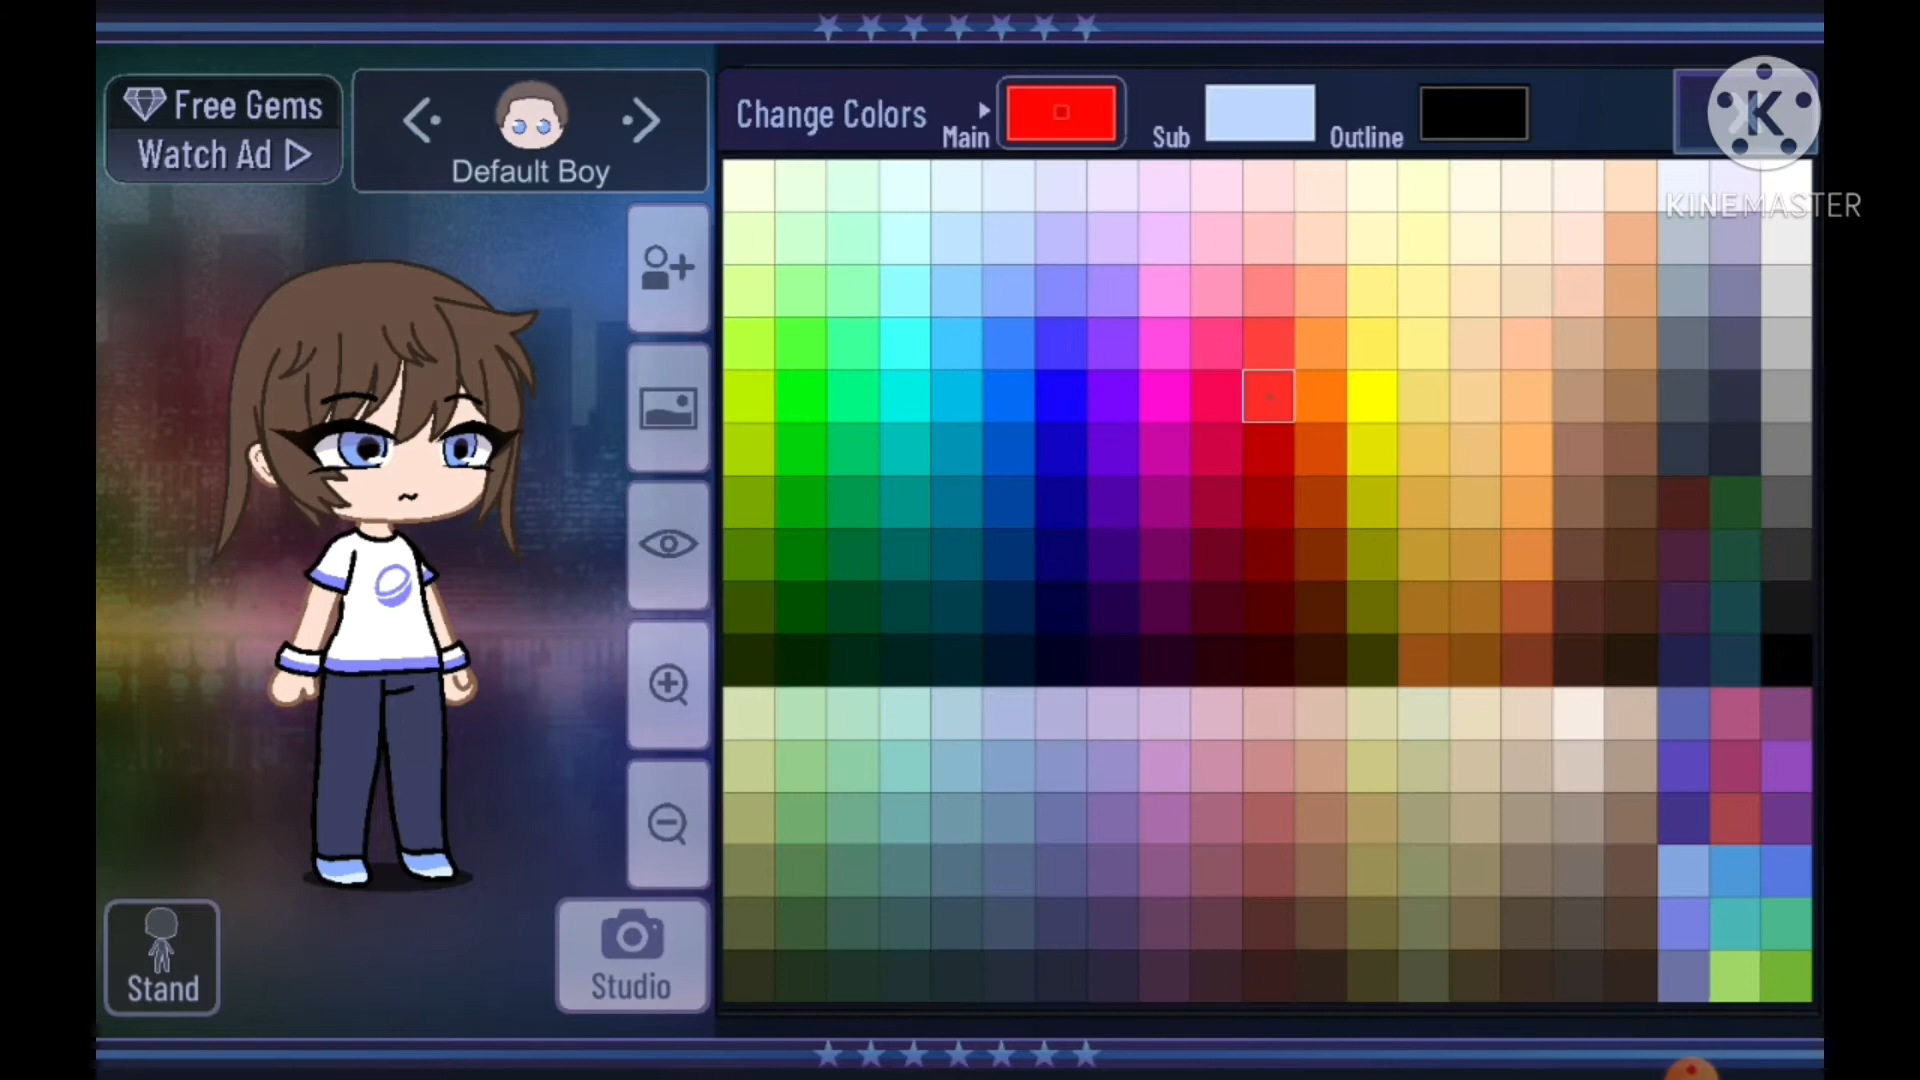 Free Gems
Watch Ad
Default Boy
Change Colors
Main
Sub
Outline
K
KINEMASTER
Stand
Studio